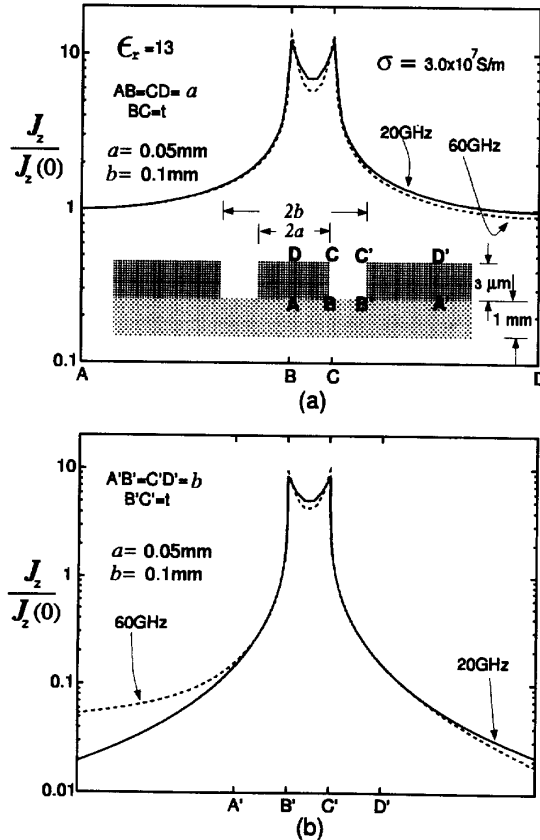 10
ϵr =13
σ = 3.0x10^7S/m
AB=CD= a
BC=t
Jz
Jz(0)
a= 0.05mm
b= 0.1mm
20GHz
60GHz
1
2b
2a
D C C' D'
3 μm
A B B' A'
1 mm
0.1
A B C D
(a)
10
A'B'=C'D'= b
B'C'=t
a= 0.05mm
b= 0.1mm
Jz
Jz(0)
1
60GHz
20GHz
0.1
0.01
A' B' C' D'
(b)